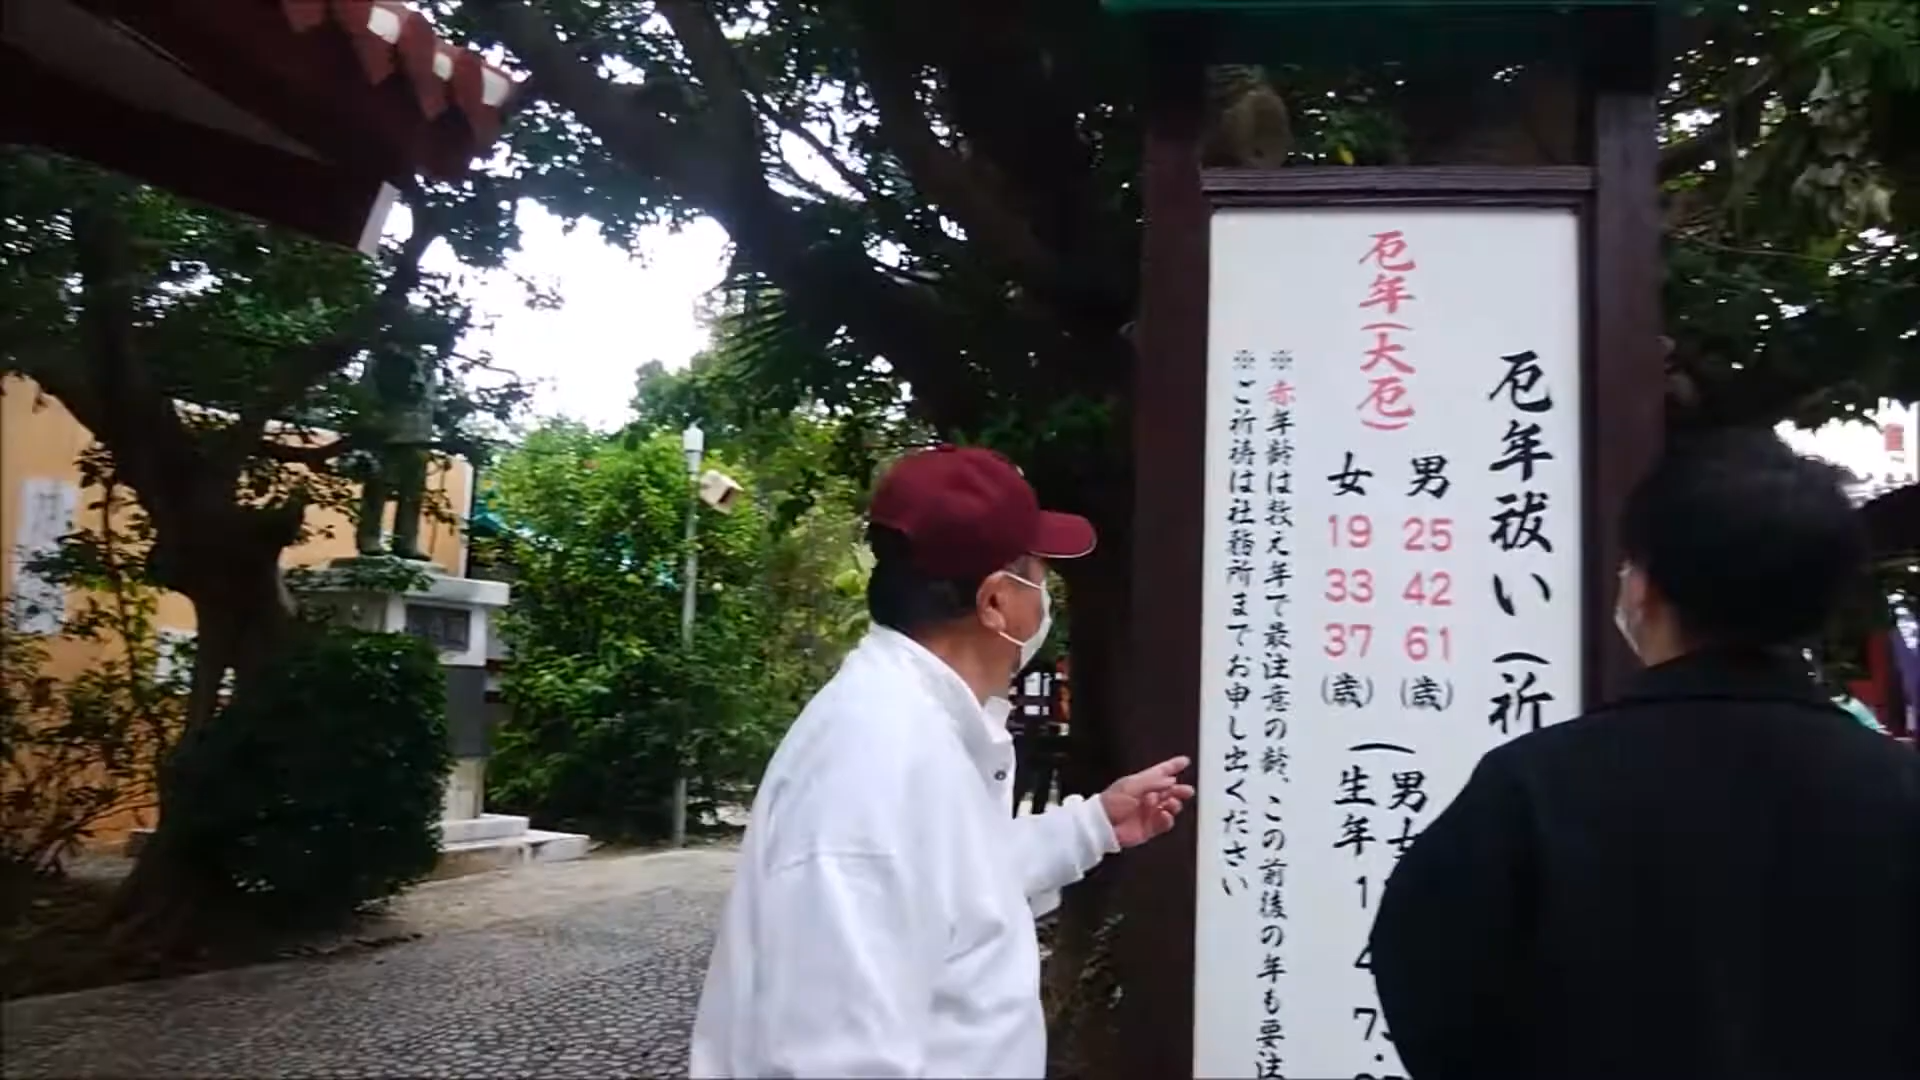 厄年祓い(祈
厄年(大厄)
男 25 42 61 (歳)
女 19 33 37 (歳)
(男女
生年
※赤年齢は数え年で最注意の齢、この前後の年も要注
※ご祈祷は社務所までお申し出ください